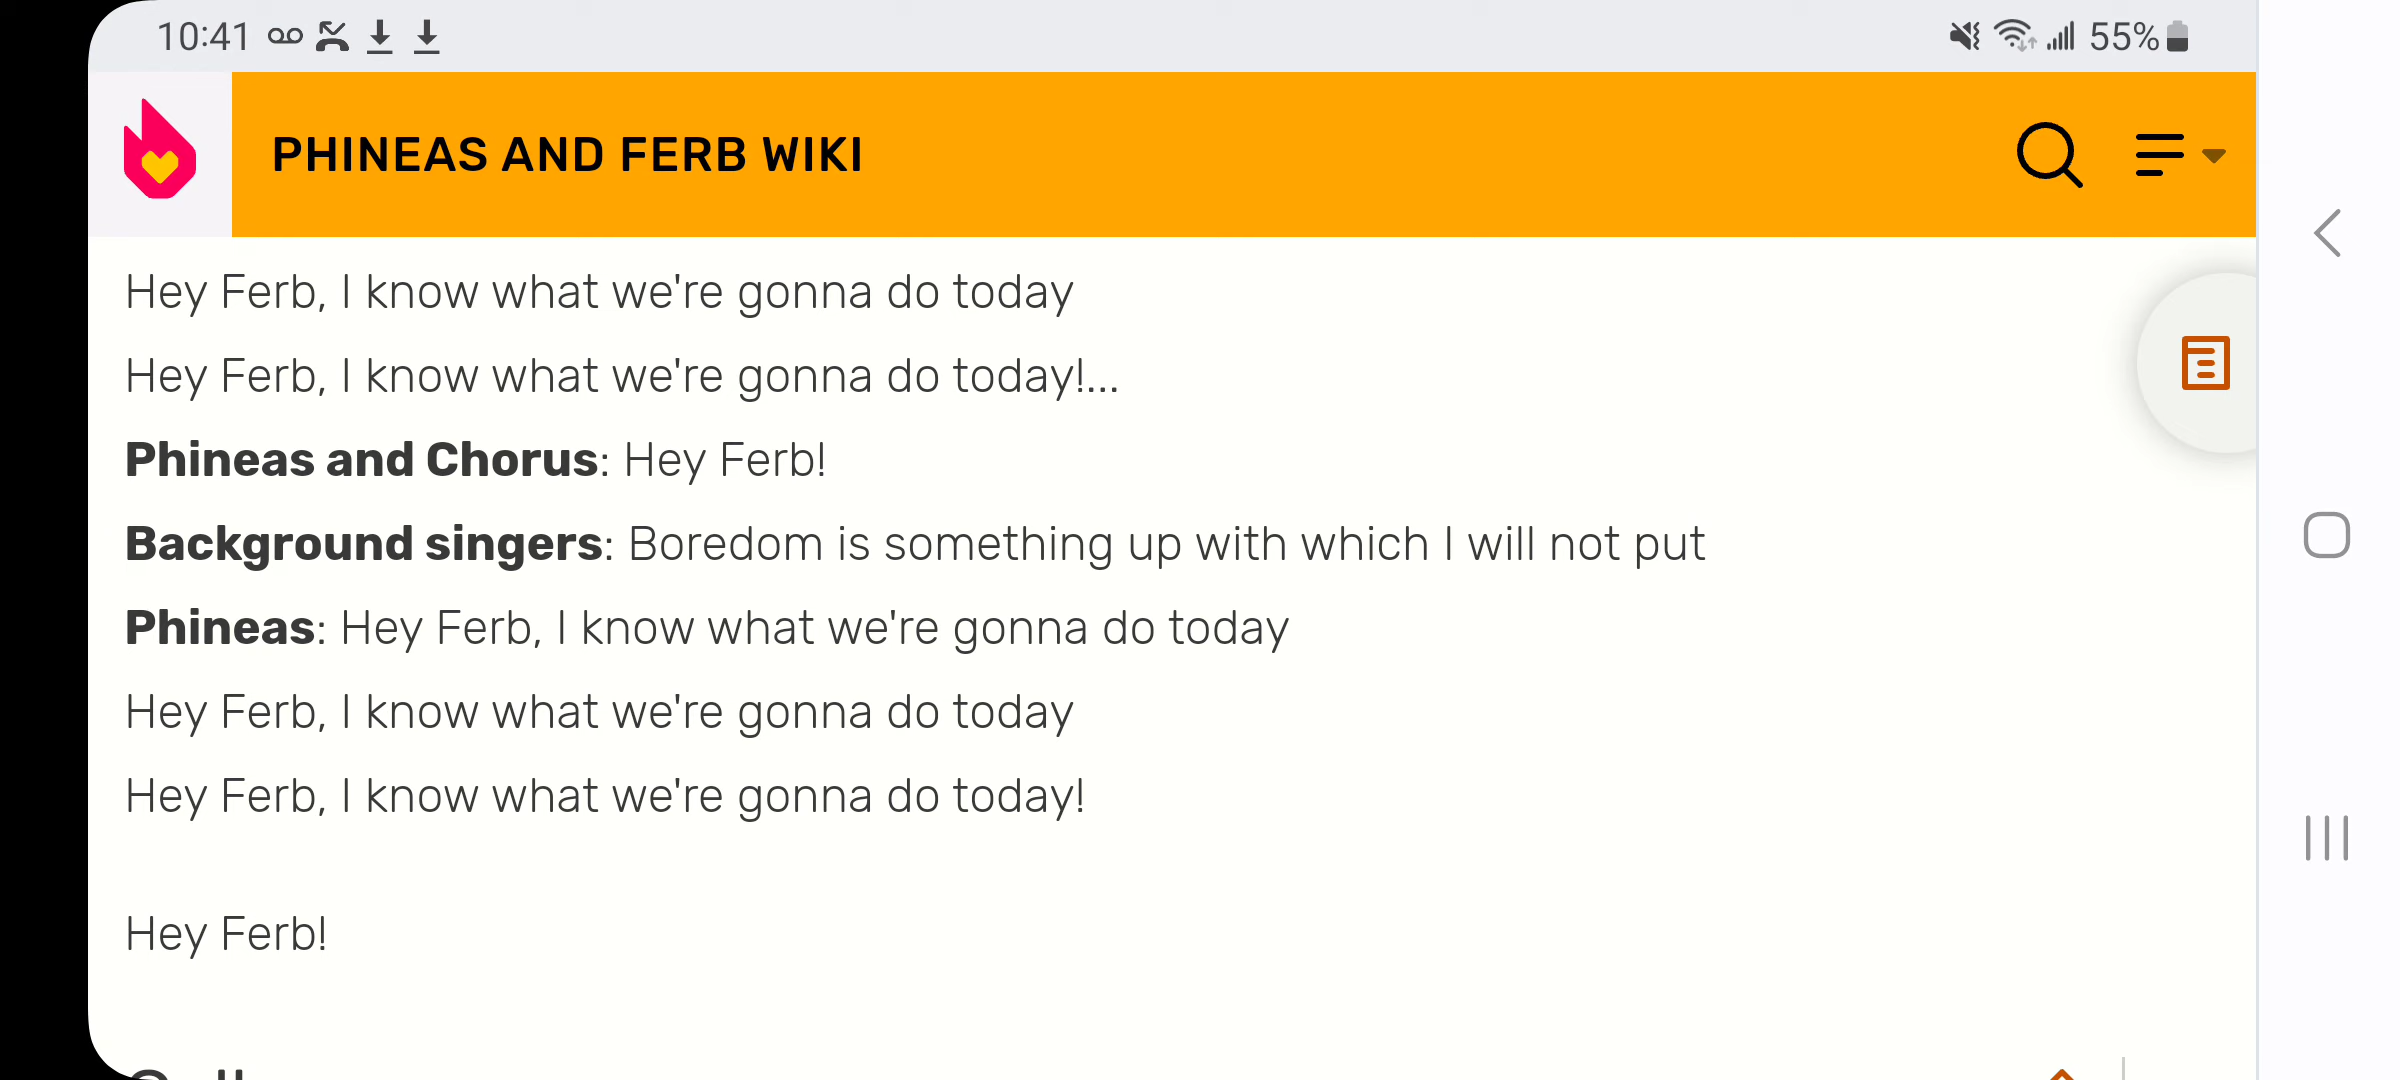 10:41 55%
PHINEAS AND FERB WIKI
Hey Ferb, I know what we're gonna do today
Hey Ferb, I know what we're gonna do today!...
Phineas and Chorus: Hey Ferb!
Background singers: Boredom is something up with which I will not put
Phineas: Hey Ferb, I know what we're gonna do today
Hey Ferb, I know what we're gonna do today
Hey Ferb, I know what we're gonna do today!
Hey Ferb!